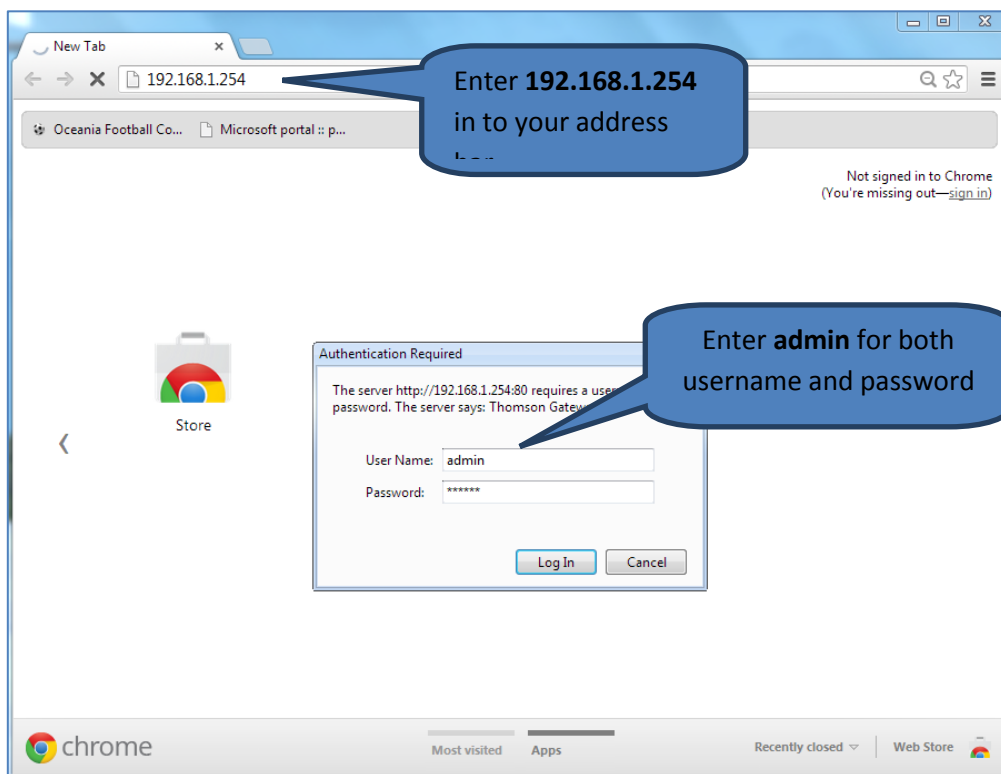 New Tab
192.168.1.254
Enter 192.168.1.254
in to your address
Oceania Football Co...
Microsoft portal :: p...
Not signed in to Chrome
(You're missing out—sign in)
Store
Enter admin for both
username and password
Authentication Required
The server http://192.168.1.254:80 requires a
password. The server says: Thomson
User Name: admin
Password: ******
Log In
Cancel
chrome
Most visited
Apps
Recently closed
Web Store